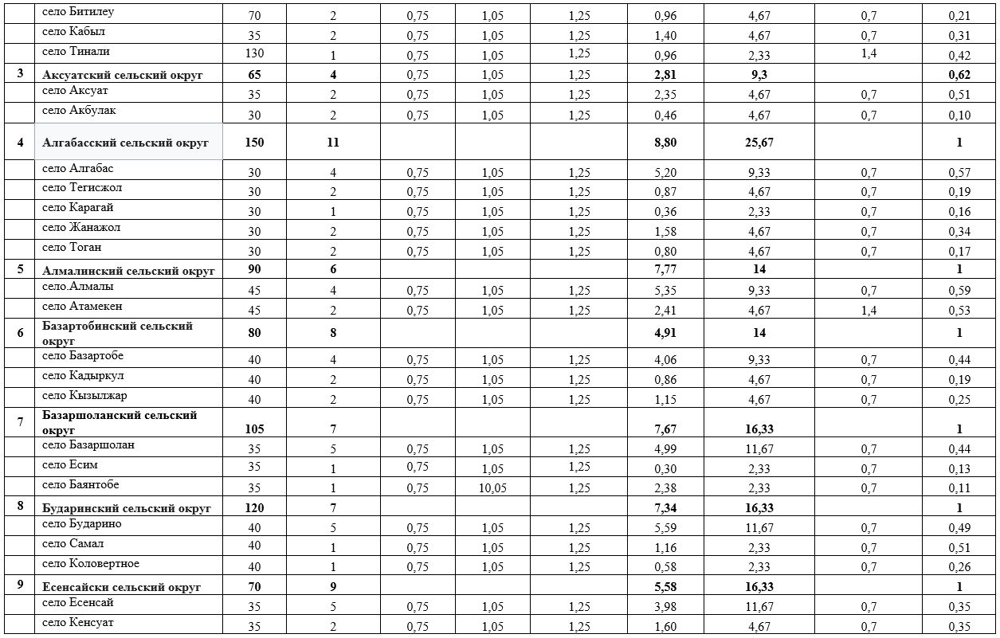 село Битилеу 70 2 0,75 1,05 1,25 0,96 4,67 0,7 0,21
село Кабыл 35 2 0,75 1,05 1,25 1,40 4,67 0,7 0,31
село Тинали 130 1 0,75 1,05 1,25 0,96 2,33 1,4 0,42
3 Аксуатский сельский округ 65 4 0,75 1,05 1,25 2,81 9,3 0,62
село Аксуат 35 2 0,75 1,05 1,25 2,35 4,67 0,7 0,51
село Акбулак 30 2 0,75 1,05 1,25 0,46 4,67 0,7 0,10
4 Алгабасский сельский округ 150 11 8,80 25,67 1
село Алгабас 30 4 0,75 1,05 1,25 5,20 9,33 0,7 0,57
село Тегисжол 30 2 0,75 1,05 1,25 0,87 4,67 0,7 0,19
село Карагай 30 1 0,75 1,05 1,25 0,36 2,33 0,7 0,16
село Жанажол 30 2 0,75 1,05 1,25 1,58 4,67 0,7 0,34
село Тоган 30 2 0,75 1,05 1,25 0,80 4,67 0,7 0,17
5 Алмалинский сельский округ 90 6 7,77 14 1
село.Алмалы 45 4 0,75 1,05 1,25 5,35 9,33 0,7 0,59
село Атамекен 45 2 0,75 1,05 1,25 2,41 4,67 1,4 0,53
6 Базартобинский сельский
округ 80 8 4,91 14 1
село Базартобе 40 4 0,75 1,05 1,25 4,06 9,33 0,7 0,44
село Кадыркул 40 2 0,75 1,05 1,25 0,86 4,67 0,7 0,19
село Кызылжар 40 2 0,75 1,05 1,25 1,15 4,67 0,7 0,25
7 Базаршоланский сельский
округ 105 7 7,67 16,33 1
село Базаршолан 35 5 0,75 1,05 1,25 4,99 11,67 0,7 0,44
село Есим 35 1 0,75 1,05 1,25 0,30 2,33 0,7 0,13
село Баянтобе 35 1 0,75 10,05 1,25 2,38 2,33 0,7 0,11
8 Бударинский сельский округ 120 7 7,34 16,33 1
село Бударино 40 5 0,75 1,05 1,25 5,59 11,67 0,7 0,49
село Самал 40 1 0,75 1,05 1,25 1,16 2,33 0,7 0,51
село Коловертное 40 1 0,75 1,05 1,25 0,58 2,33 0,7 0,26
9 Есенсайски сельский округ 70 9 5,58 16,33 1
село Есенсай 35 5 0,75 1,05 1,25 3,98 11,67 0,7 0,35
село Кенсуат 35 2 0,75 1,05 1,25 1,60 4,67 0,7 0,35